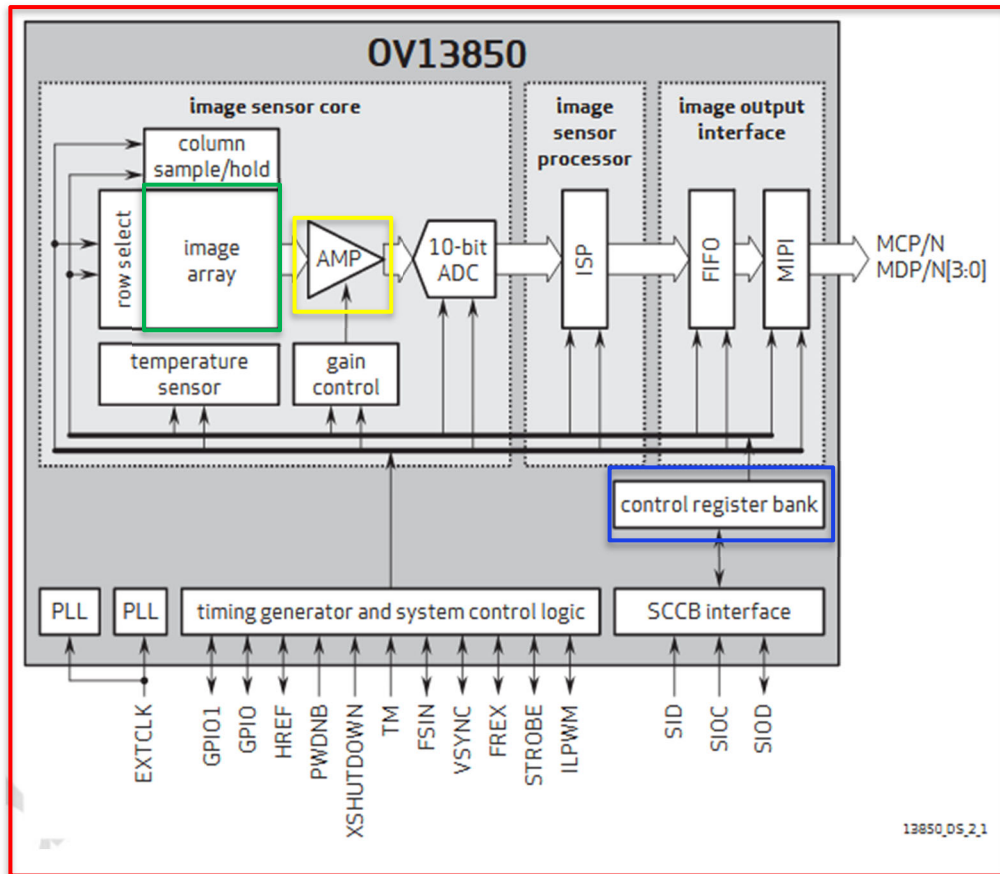 OV13850
image sensor core
image
sensor
processor
image output
interface
column
sample/hold
row select
image
array
AMP
10-bit
ADC
ISP
FIFO
MIPI
MCP/N
MDP/N[3:0]
temperature
sensor
gain
control
control register bank
PLL
PLL
timing generator and system control logic
SCCB interface
EXTCLK
GPIO1
GPIO
HREF
PWDNB
XSHUTDOWN
TM
FSIN
VSYNC
FREX
STROBE
ILPWM
SID
SIOC
SIOD
13850_DS_2_1